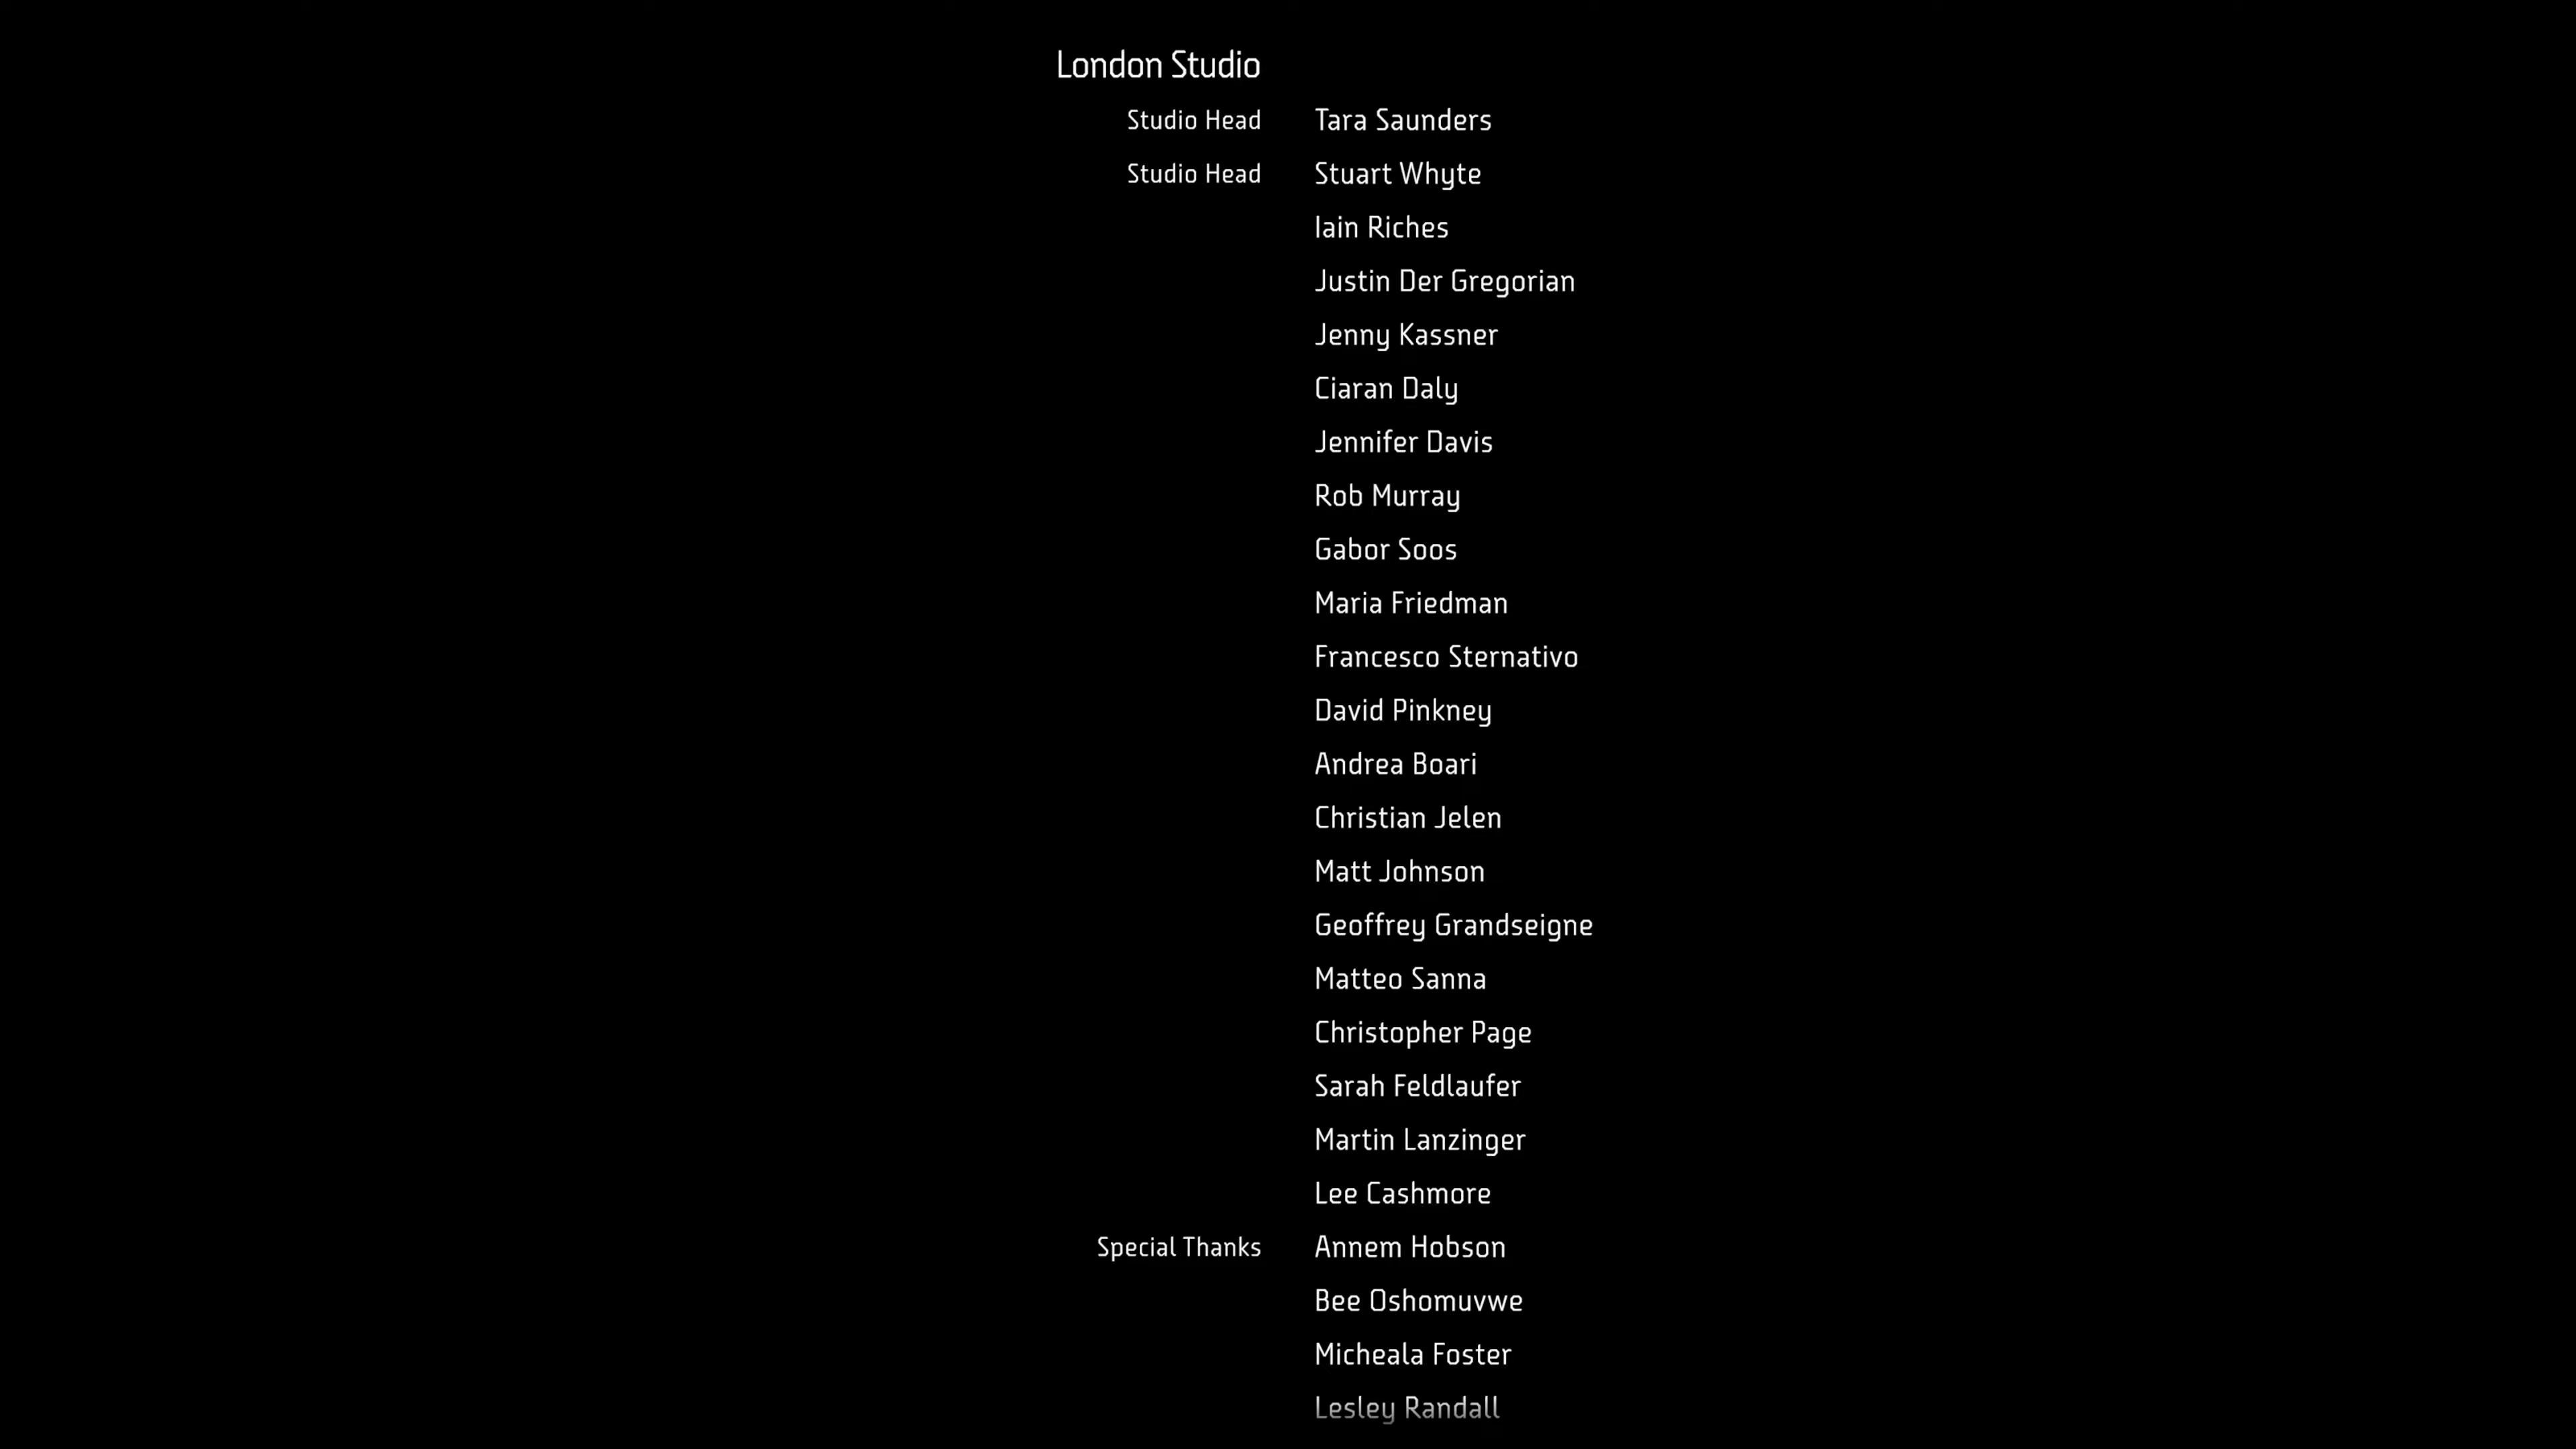 London Studio
Studio Head Tara Saunders
Studio Head Stuart Whyte
Iain Riches
Justin Der Gregorian
Jenny Kassner
Ciaran Daly
Jennifer Davis
Rob Murray
Gabor Soos
Maria Friedman
Francesco Sternativo
David Pinkney
Andrea Boari
Christian Jelen
Matt Johnson
Geoffrey Grandseigne
Matteo Sanna
Christopher Page
Sarah Feldlaufer
Martin Lanzinger
Lee Cashmore
Special Thanks Annem Hobson
Bee Oshomuvwe
Micheala Foster
Lesley Randall